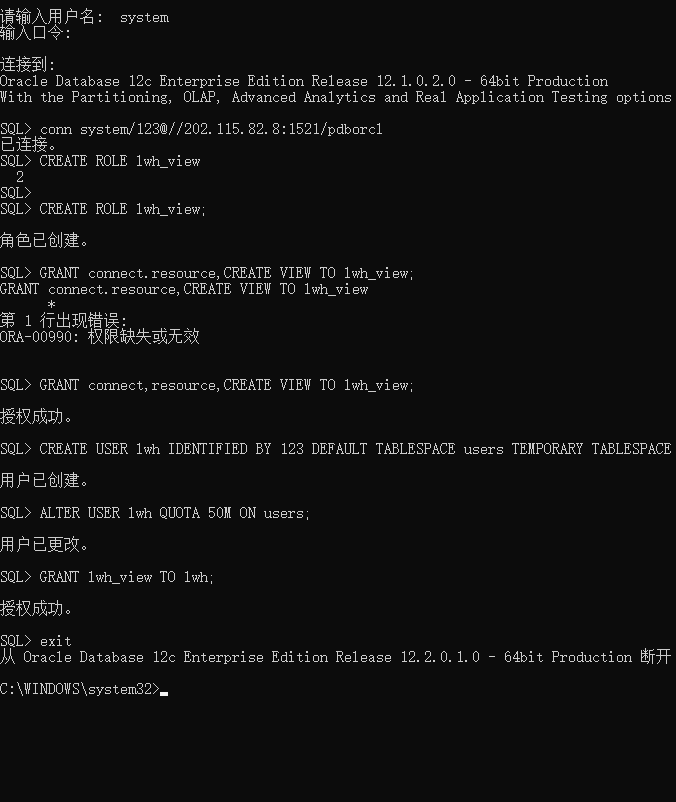 请输入用户名:  system
输入口令:
连接到:
Oracle Database 12c Enterprise Edition Release 12.1.0.2.0 - 64bit Production
With the Partitioning, OLAP, Advanced Analytics and Real Application Testing options
SQL> conn system/123@//202.115.82.8:1521/pdborcl
已连接。
SQL> CREATE ROLE lwh_view
  2
SQL>
SQL> CREATE ROLE lwh_view;
角色已创建。
SQL> GRANT connect.resource,CREATE VIEW TO lwh_view;
GRANT connect.resource,CREATE VIEW TO lwh_view
      *
第 1 行出现错误:
ORA-00990: 权限缺失或无效
SQL> GRANT connect,resource,CREATE VIEW TO lwh_view;
授权成功。
SQL> CREATE USER lwh IDENTIFIED BY 123 DEFAULT TABLESPACE users TEMPORARY TABLESPACE
用户已创建。
SQL> ALTER USER lwh QUOTA 50M ON users;
用户已更改。
SQL> GRANT lwh_view TO lwh;
授权成功。
SQL> exit
从 Oracle Database 12c Enterprise Edition Release 12.2.0.1.0 - 64bit Production 断开
C:\WINDOWS\system32>